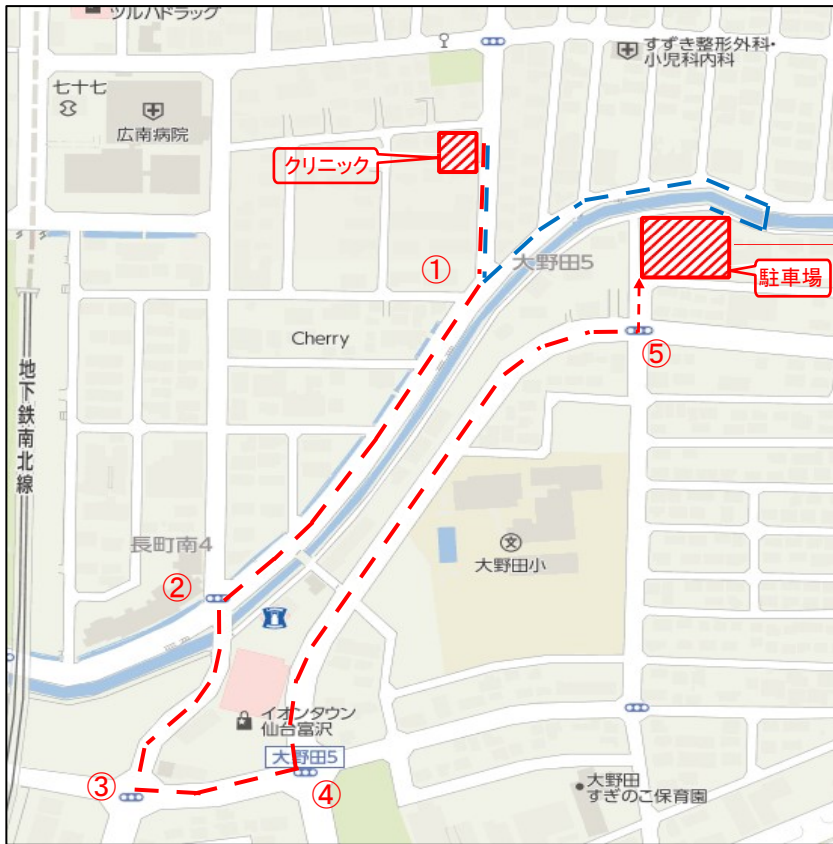 ツルハドラッグ
すずき整形外科・
小児科内科
七十七
広南病院
クリニック
①
大野田5
駐車場
Cherry
⑤
地下鉄南北線
長町南4
大野田小
②
イオンタウン
仙台富沢
大野田5
③
④
大野田
すぎのこ保育園